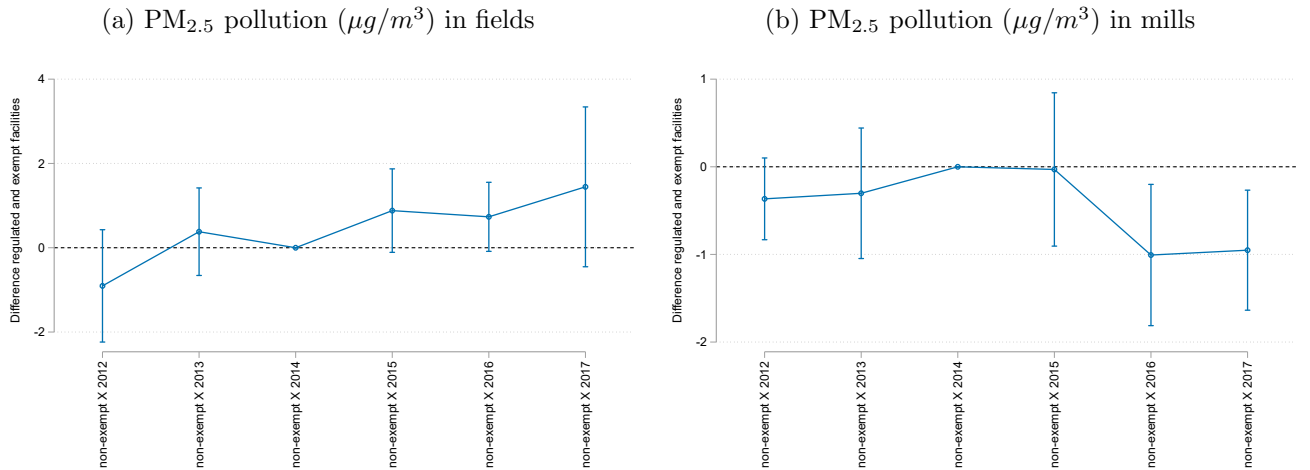 (a) PM2.5 pollution (μg/m3) in fields
Difference regulated and exempt facilities
4
2
0
-2
non-exempt X 2012
non-exempt X 2013
non-exempt X 2014
non-exempt X 2015
non-exempt X 2016
non-exempt X 2017
(b) PM2.5 pollution (μg/m3) in mills
Difference regulated and exempt facilities
1
0
-1
-2
non-exempt X 2012
non-exempt X 2013
non-exempt X 2014
non-exempt X 2015
non-exempt X 2016
non-exempt X 2017